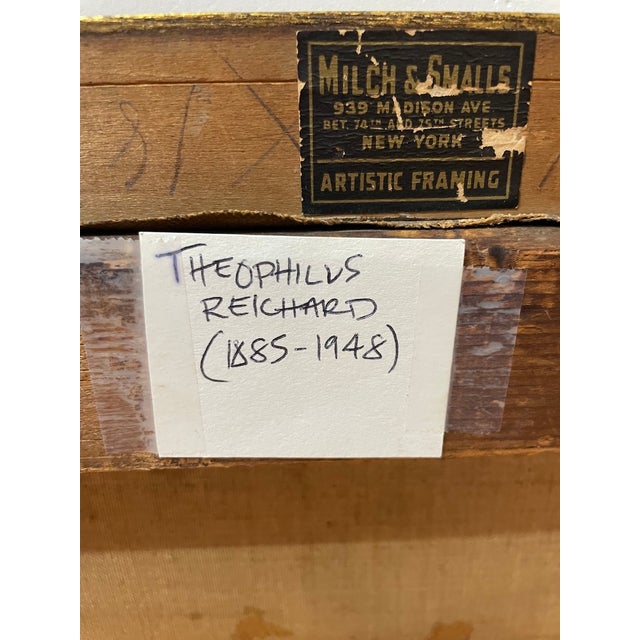 MILCH & SMALLS
939 MADISON AVE
BET. 74TH AND 75TH STREETS
NEW YORK
ARTISTIC FRAMING
THEOPHILUS
REICHARD
(1885-1948)